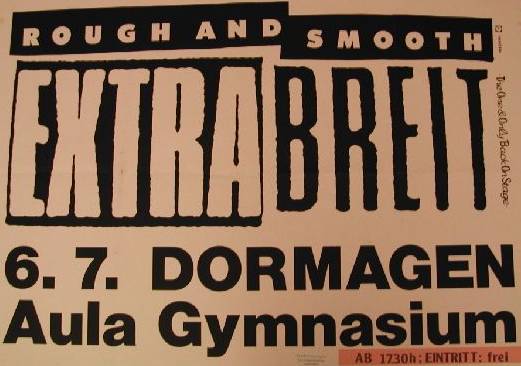 ROUGH AND SMOOTH
EXTRABREIT
The One & Only Back On Stage
6. 7. DORMAGEN
Aula Gymnasium
AB 1730h: EINTRITT: frei